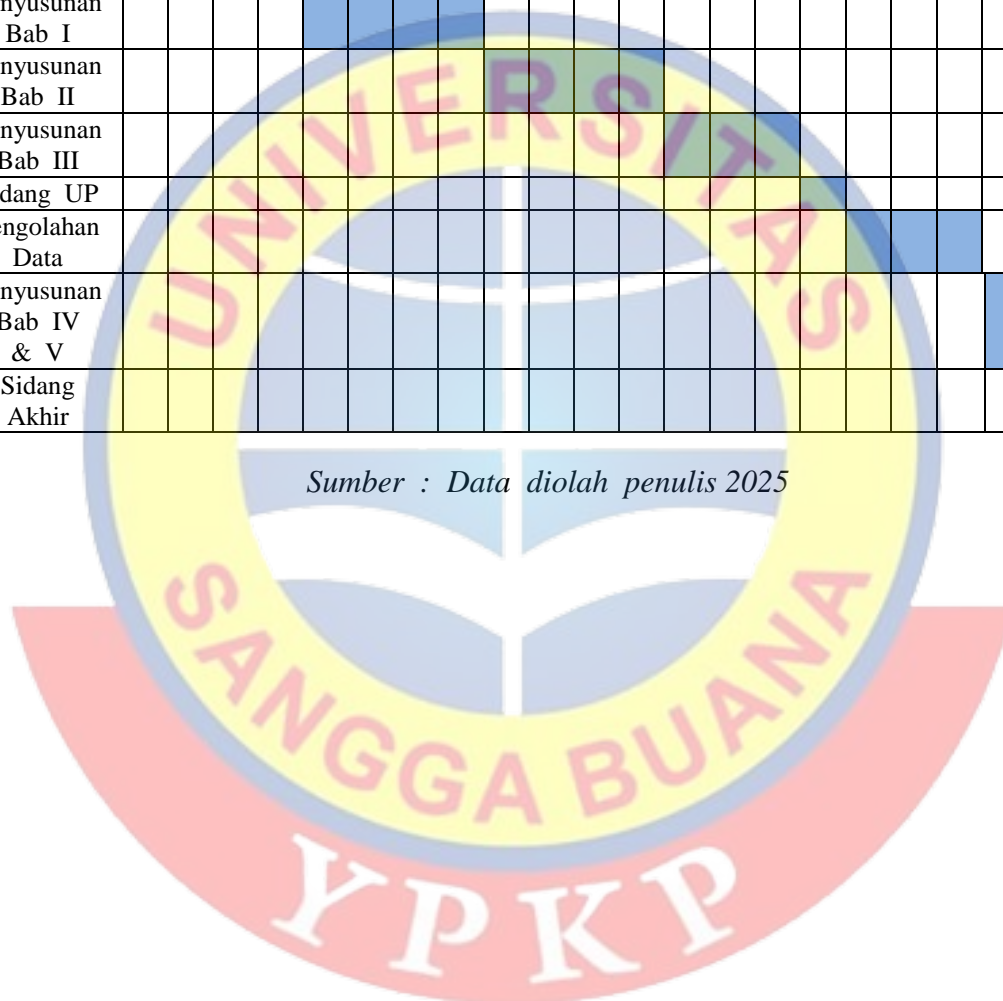 nyusunan
Bab I
nyusunan
Bab II
nyusunan
Bab III
dang UP
engolahan
Data
nyusunan
Bab IV
& V
Sidang
Akhir
Sumber : Data diolah penulis 2025
UNIVERSITAS
SANGGA BUANA
YPKP